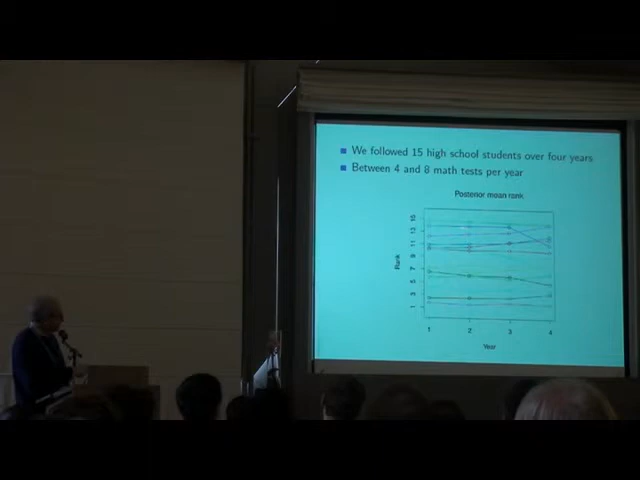 We followed 15 high school students over four years
Between 4 and 8 math tests per year
Posterior mean rank
Rank
15
13
11
9
7
5
3
1
1 2 3 4
Year